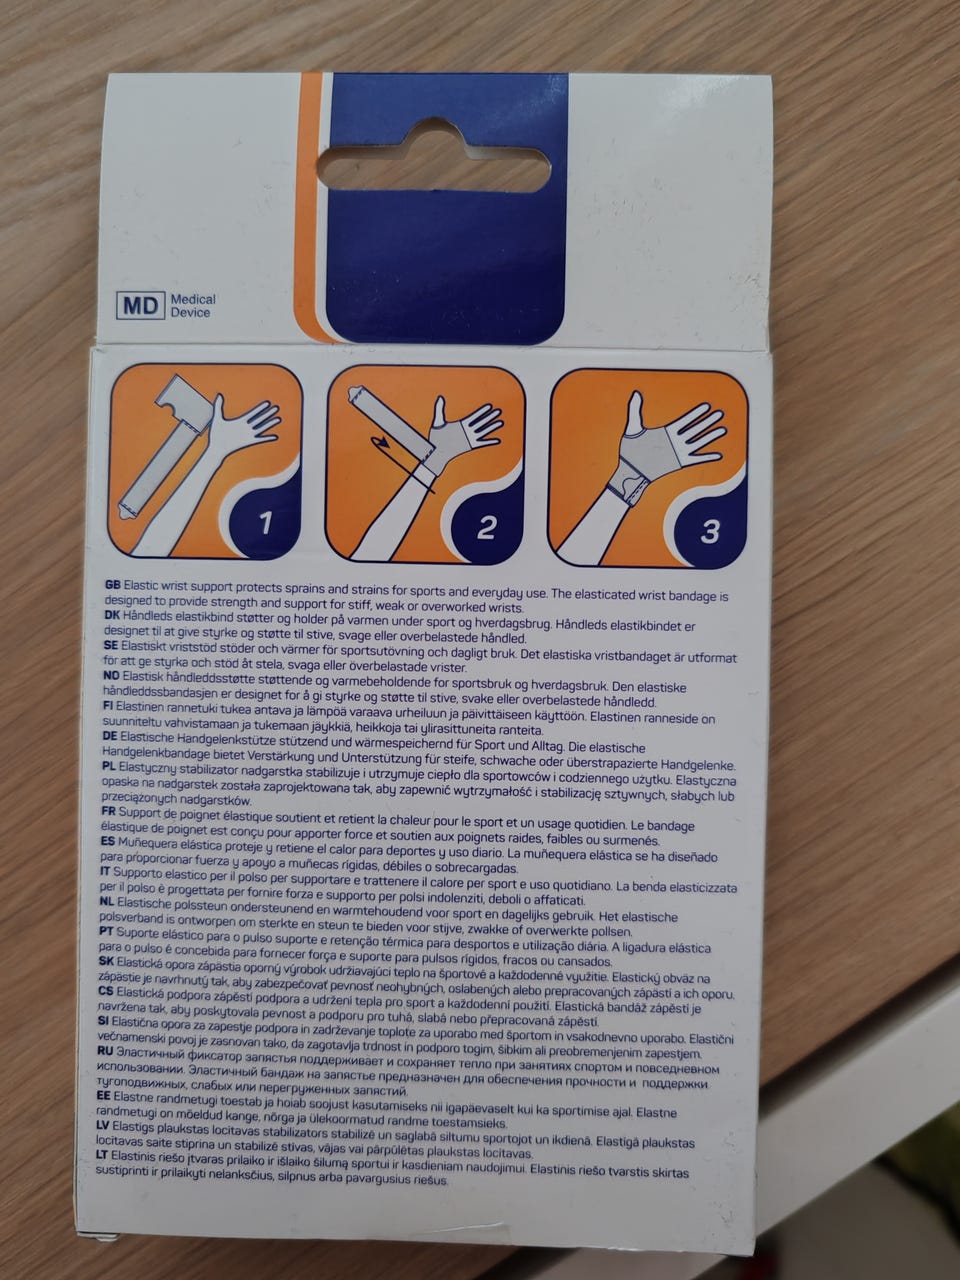 MD Medical
Device
1
2
3
GB Elastic wrist support protects sprains and strains for sports and everyday use. The elasticated wrist bandage is
designed to provide strength and support for stiff, weak or overworked wrists.
DK Håndleds elastikbind støtter og holder på varmen under sport og hverdagsbrug. Håndleds elastikbindet er
designet til at give styrke og støtte til stive, svage eller overbelastede håndled.
SE Elastiskt vriststöd stöder och värmer för sportsutövning och dagligt bruk. Det elastiska vristbandaget är utformat
för att ge styrka och stöd åt stela, svaga eller överbelastade vrister.
NO Elastisk håndleddsstøtte støttende og varmebeholdende for sportsbruk og hverdagsbruk. Den elastiske
håndleddssbandasjen er designet for å gi styrke og støtte til stive, svake eller overbelastede håndledd.
FI Elastinen rannetuki tukea antava ja lämpöä varaava urheiluun ja päivittäiseen käyttöön. Elastinen ranneside on
suunniteltu vahvistamaan ja tukemaan jäykkiä, heikkoja tai ylirasittuneita ranteita.
DE Elastische Handgelenkstütze stützend und wärmespeichernd für Sport und Alltag. Die elastische
Handgelenkbandage bietet Verstärkung und Unterstützung für steife, schwache oder überstrapazierte Handgelenke.
PL Elastyczny stabilizator nadgarstka stabilizuje i utrzymuje ciepło dla sportowców i codziennego użytku. Elastyczna
opaska na nadgarstek została zaprojektowana tak, aby zapewnić wytrzymałość i stabilizację sztywnych, słabych lub
przeciążonych nadgarstków.
FR Support de poignet élastique soutient et retient la chaleur pour le sport et un usage quotidien. Le bandage
élastique de poignet est conçu pour apporter force et soutien aux poignets raides, faibles ou surmenés.
ES Muñequera elástica proteje y retiene el calor para deportes y uso diario. La muñequera elástica se ha diseñado
para proporcionar fuerza y apoyo a muñecas rígidas, débiles o sobrecargadas.
IT Supporto elastico per il polso per supportare e trattenere il calore per sport e uso quotidiano. La benda elasticizzata
per il polso è progettata per fornire forza e supporto per polsi indolenziti, deboli o affaticati.
NL Elastische polssteun ondersteunend en warmtehoudend voor sport en dagelijks gebruik. Het elastische
polsverband is ontworpen om sterkte en steun te bieden voor stijve, zwakke of overwerkte pollsen.
PT Suporte elástico para o pulso suporte e retenção térmica para desportos e utilização diária. A ligadura elástica
para o pulso é concebida para fornecer força e suporte para pulsos rígidos, fracos ou cansados.
SK Elastická opora zápästia oporný výrobok udržiavajúci teplo na športové a každodenné využitie. Elastický obväz na
zápästie je navrhnutý tak, aby zabezpečovať pevnosť neohybných, oslabených alebo prepracovaných zápästí a ich oporu.
CS Elastická podpora zápěstí podpora a udržení tepla pro sport a každodenní použití. Elastická bandáž zápěstí je
navržena tak, aby poskytovala pevnost a podporu pro tuhá, slabá nebo přepracovaná zápěstí.
SI Elastična opora za zapestje podpora in zadrževanje toplote za uporabo med športom in vsakodnevno uporabo. Elastični
večnamenski povoj je zasnovan tako, da zagotavlja trdnost in podporo togim, šibkim ali preobremenjenim zapestjem.
RU Эластичный фиксатор запястья поддерживает и сохраняет тепло при занятиях спортом и повседневном
использовании. Эластичный бандаж на запястье предназначен для обеспечения прочности и поддержки
тугоподвижных, слабых или перегруженных запястий.
EE Elastne randmetugi toestab ja hoiab soojust kasutamiseks nii igapäevaselt kui ka sportimise ajal. Elastne
randmetugi on mõeldud kange, nõrga ja ülekoormatud randme toestamsieks.
LV Elastīgs plaukstas locītavas stabilizators stabilizē un saglabā siltumu sportojot un ikdienā. Elastīgā plaukstas
locītavas saite stiprina un stabilizē stīvas, vājas vai pārpūlētas plaukstas locītavas.
LT Elastinis riešo įtvaras prilaiko ir išlaiko šilumą sportui ir kasdieniam naudojimui. Elastinis riešo tvarstis skirtas
sustiprinti ir prilaikyti nelanksčius, silpnus arba pavargusius riešus.